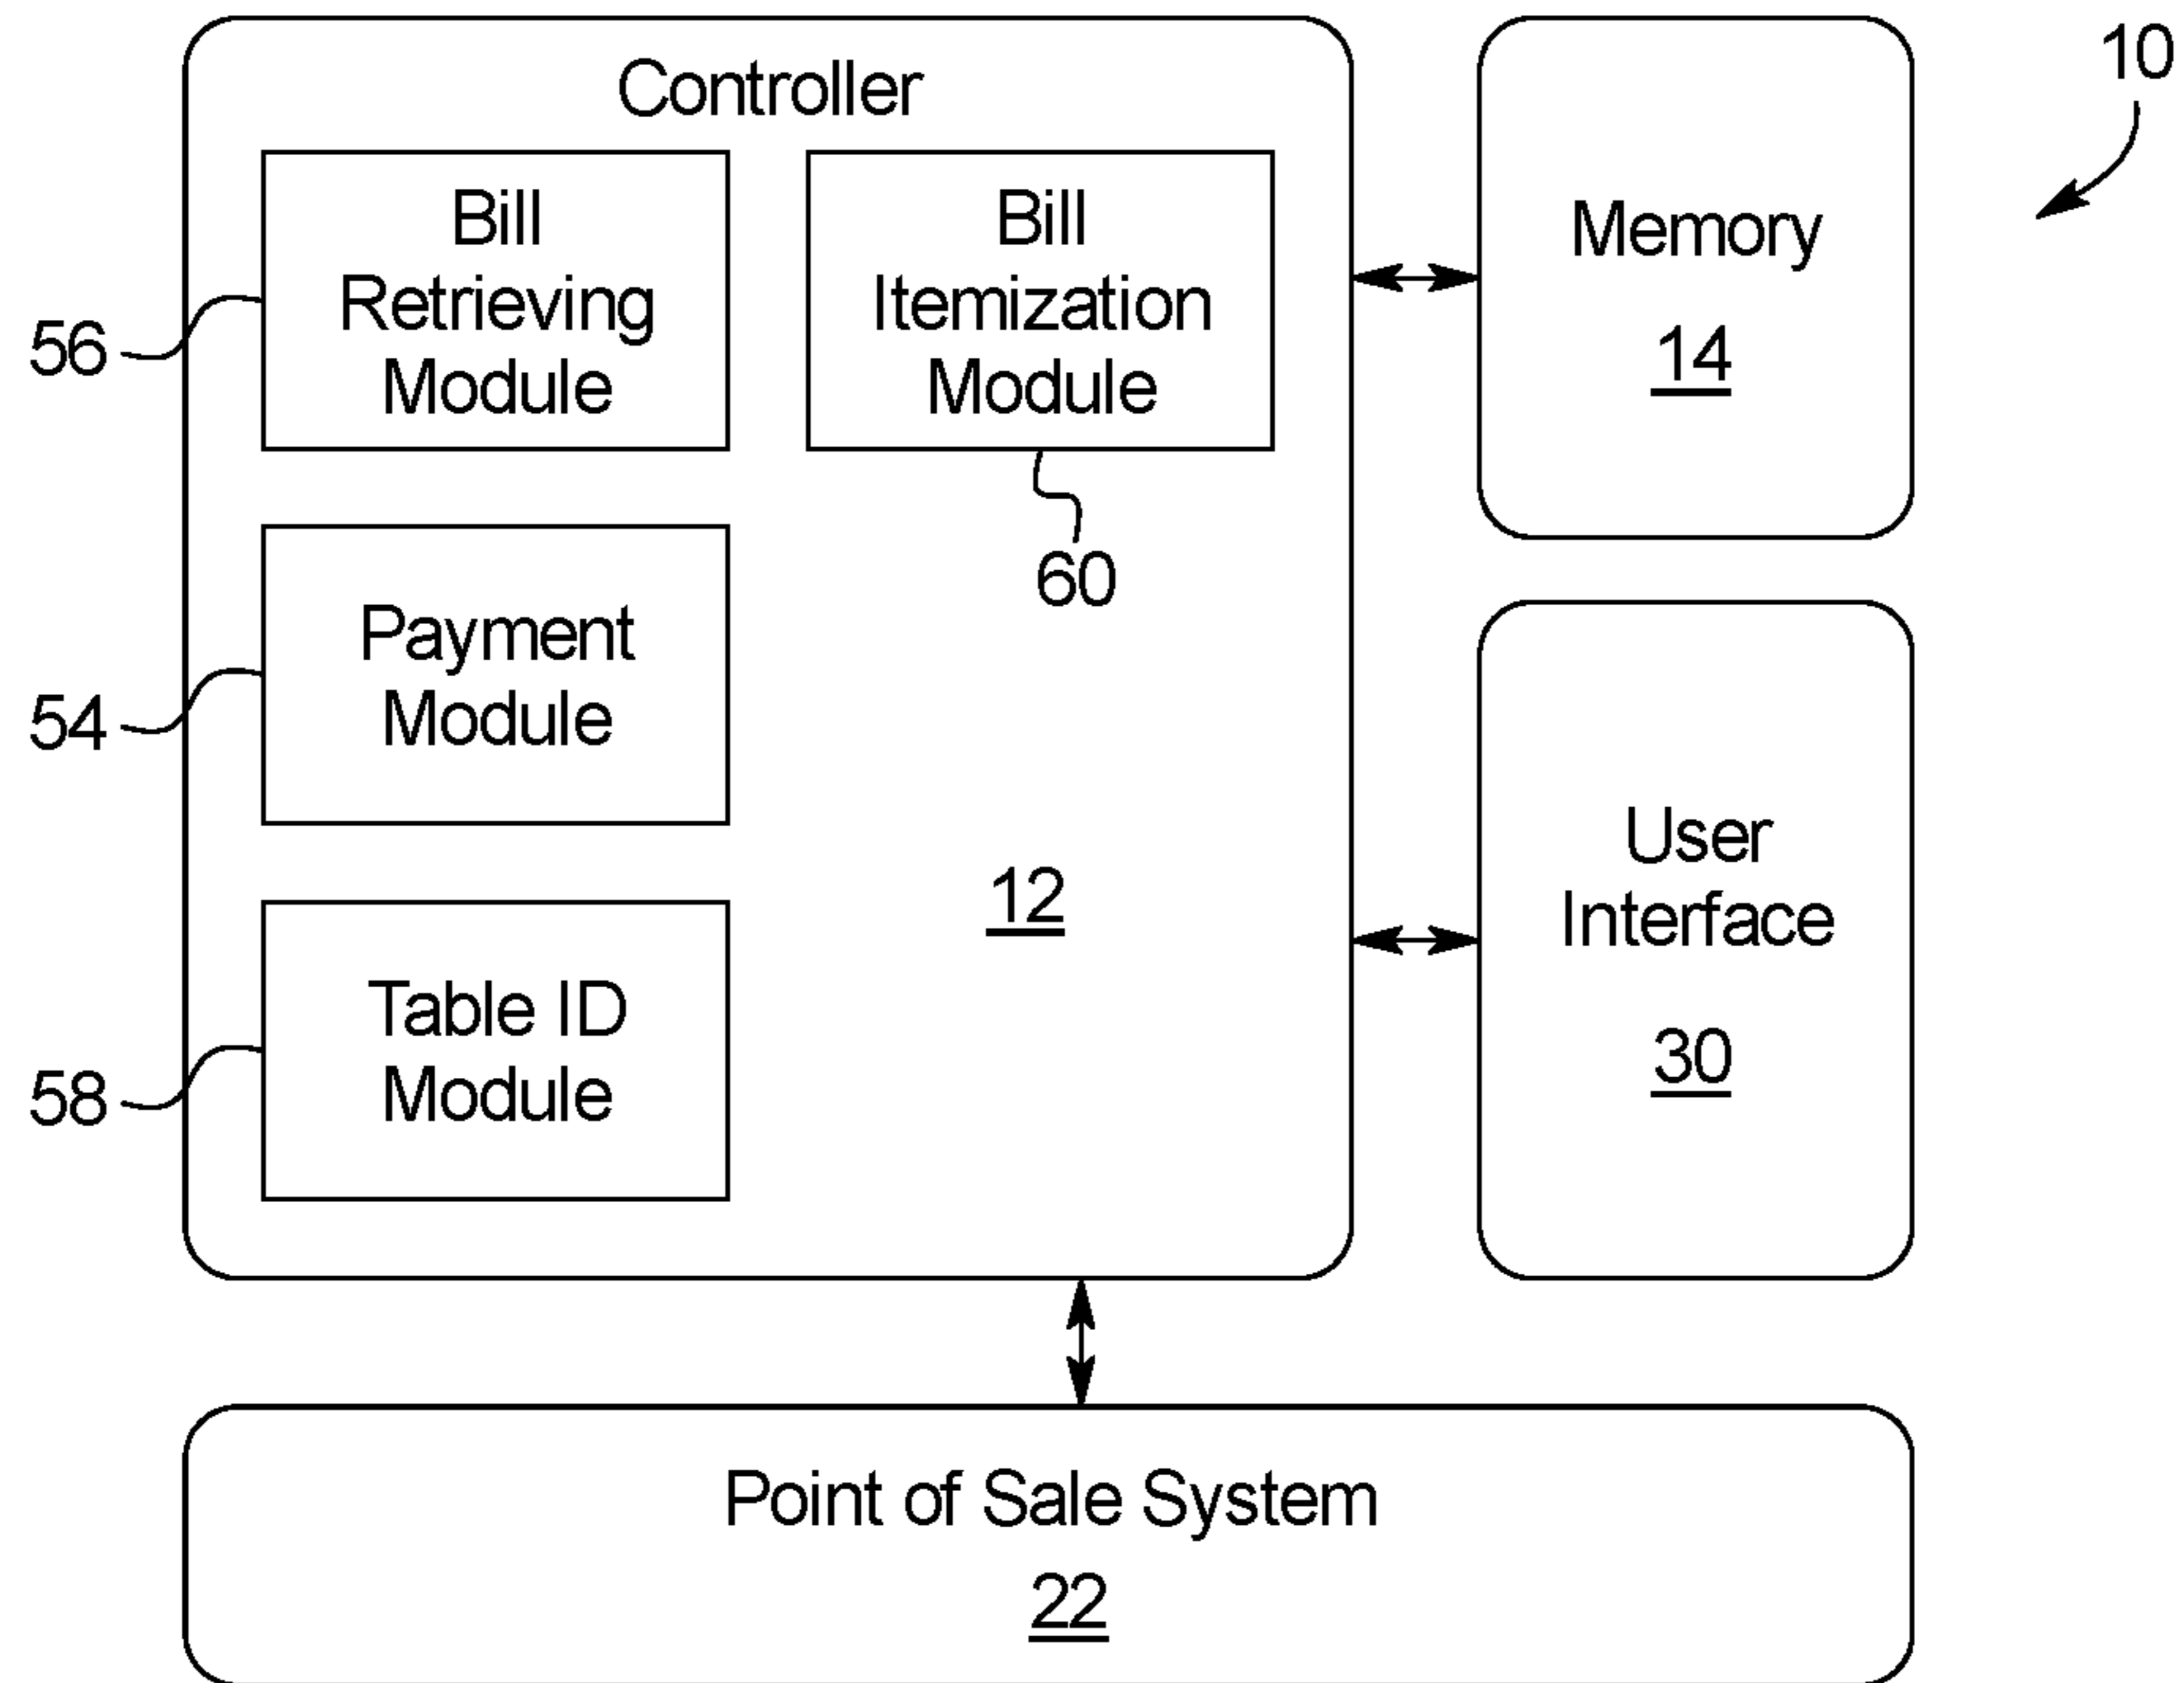 Controller
Bill
Retrieving
Module
56
Bill
Itemization
Module
60
Payment
Module
54
Table ID
Module
58
12
Memory
14
10
User
Interface
30
Point of Sale System
22